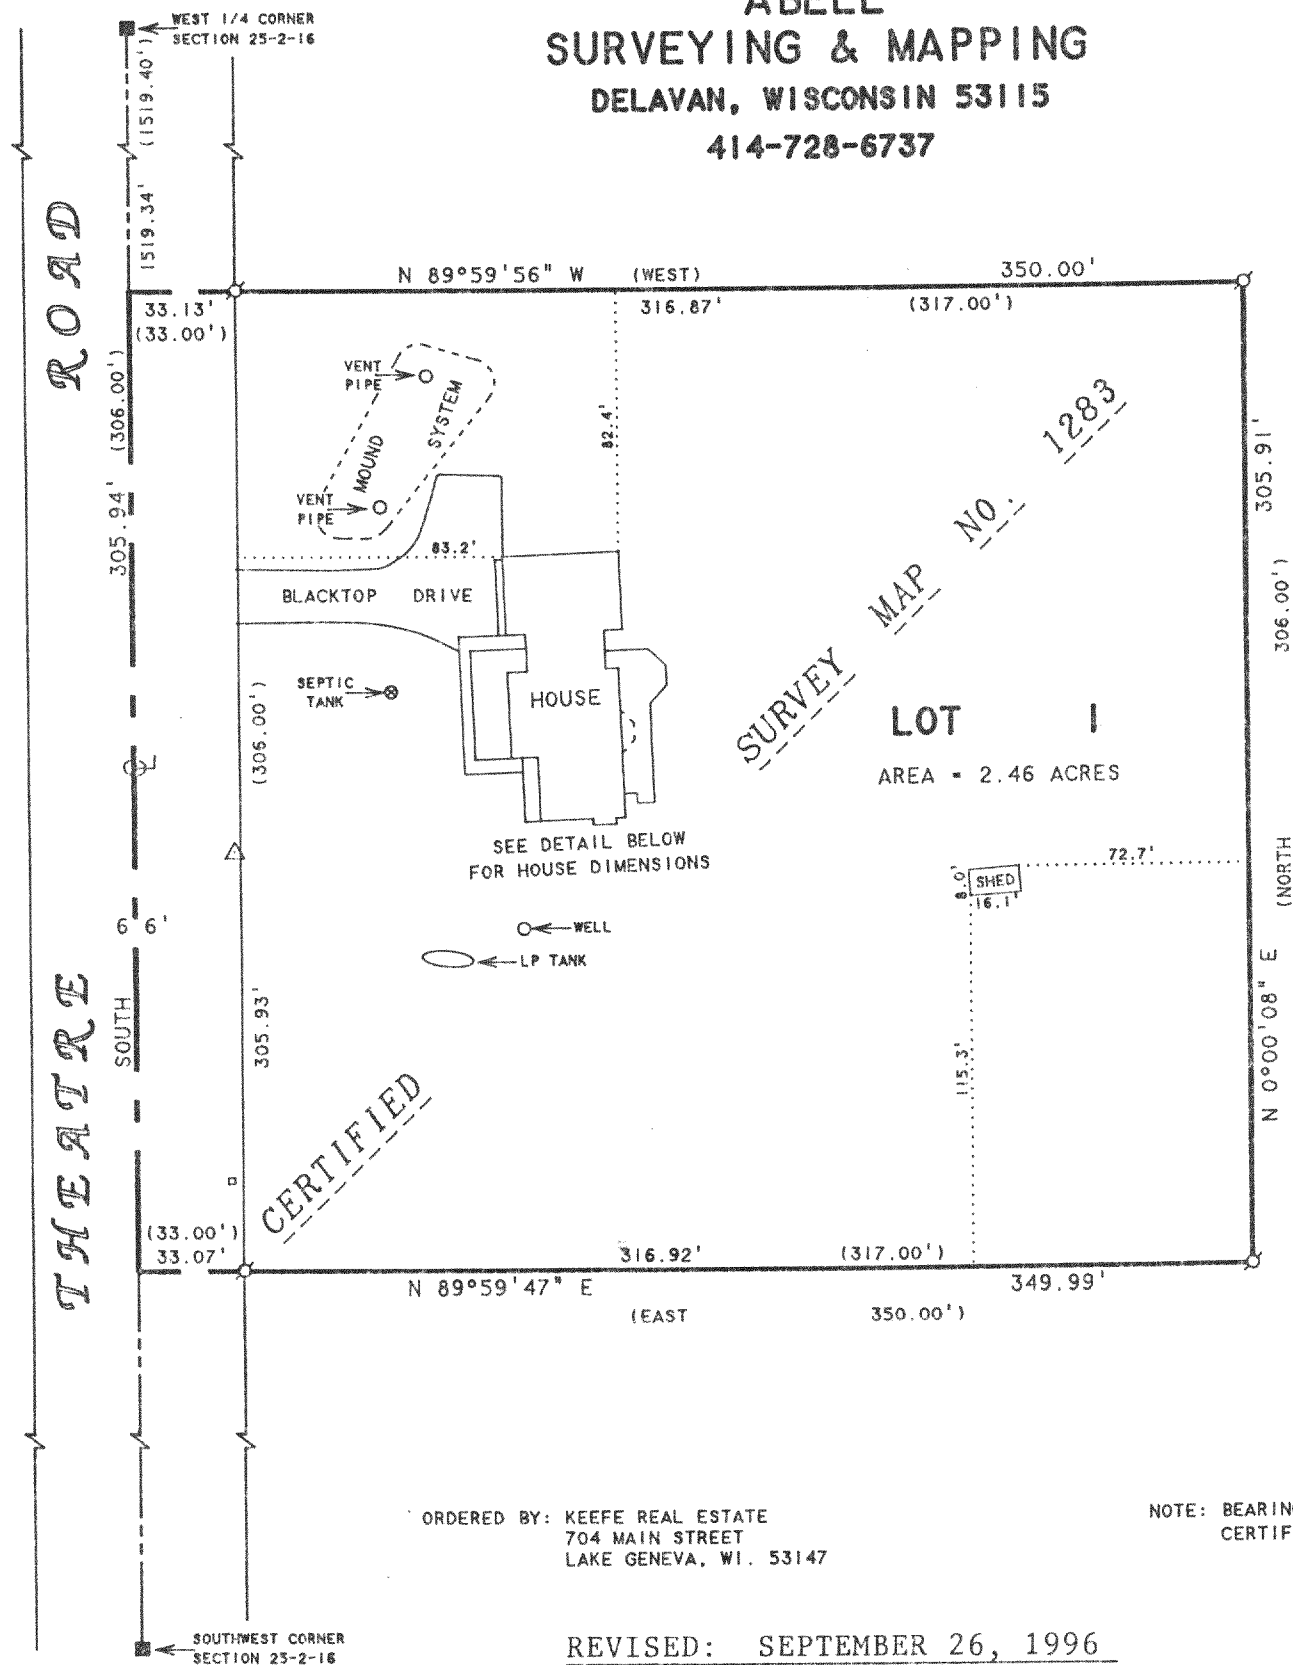 ABELL
SURVEYING & MAPPING
DELAVAN, WISCONSIN 53115
414-728-6737
WEST 1/4 CORNER
SECTION 25-2-16
(1519.40')
1519.34'
ROAD
N 89°59'56" W (WEST) 350.00'
33.13' 316.87' (317.00')
(33.00')
(306.00')
305.94'
VENT
PIPE
MOUND SYSTEM
VENT
PIPE
82.4'
83.2'
BLACKTOP DRIVE
SEPTIC
TANK
HOUSE
(306.00')
CERTIFIED SURVEY MAP NO. 1283
305.91'
306.00')
LOT 1
AREA = 2.46 ACRES
SEE DETAIL BELOW
FOR HOUSE DIMENSIONS
72.7'
SHED
8.0'
16.1'
(NORTH
66'
WELL
LP TANK
THEATRE
SOUTH
305.93'
115.3'
N 0°00'08" E
(33.00')
33.07'
316.92' (317.00')
N 89°59'47" E 349.99'
(EAST 350.00')
ORDERED BY: KEEFE REAL ESTATE
704 MAIN STREET
LAKE GENEVA, WI. 53147
NOTE: BEARIN
CERTIF
SOUTHWEST CORNER
SECTION 25-2-16
REVISED: SEPTEMBER 26, 1996